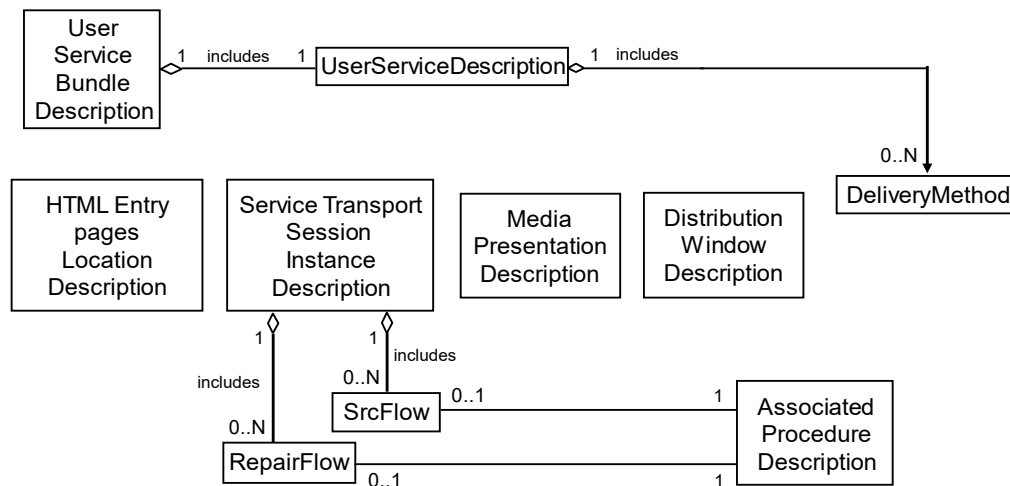 User
Service
Bundle
Description
1 includes 1
UserServiceDescription
1 includes
0..N
DeliveryMethod
HTML Entry
pages
Location
Description
Service Transport
Session
Instance
Description
Media
Presentation
Description
Distribution
Window
Description
1
includes
0..N
RepairFlow
1
includes
0..N
SrcFlow
0..1 1
0..1 1
Associated
Procedure
Description